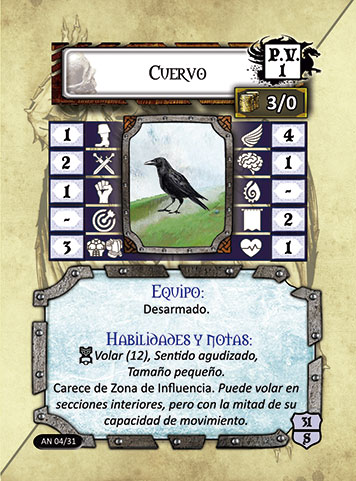 CUERVO
P.V.
1
3/0
1
4
2
1
1
-
-
2
3
1
EQUIPO:
Desarmado.
HABILIDADES Y NOTAS:
Volar (12), Sentido agudizado,
Tamaño pequeño.
Carece de Zona de Influencia. Puede volar en
secciones interiores, pero con la mitad de su
capacidad de movimiento.
AN 04/31
31
S